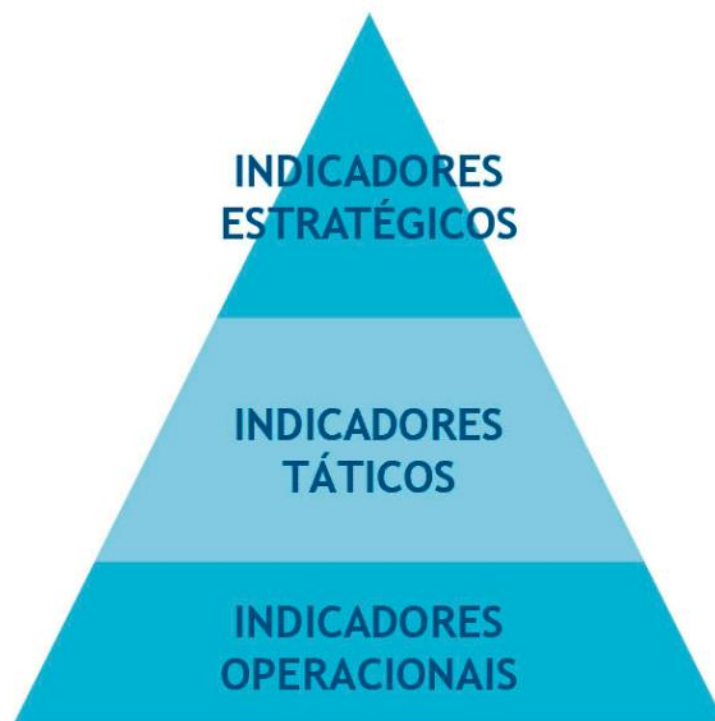 INDICADORES
ESTRATÉGICOS
INDICADORES
TÁTICOS
INDICADORES
OPERACIONAIS